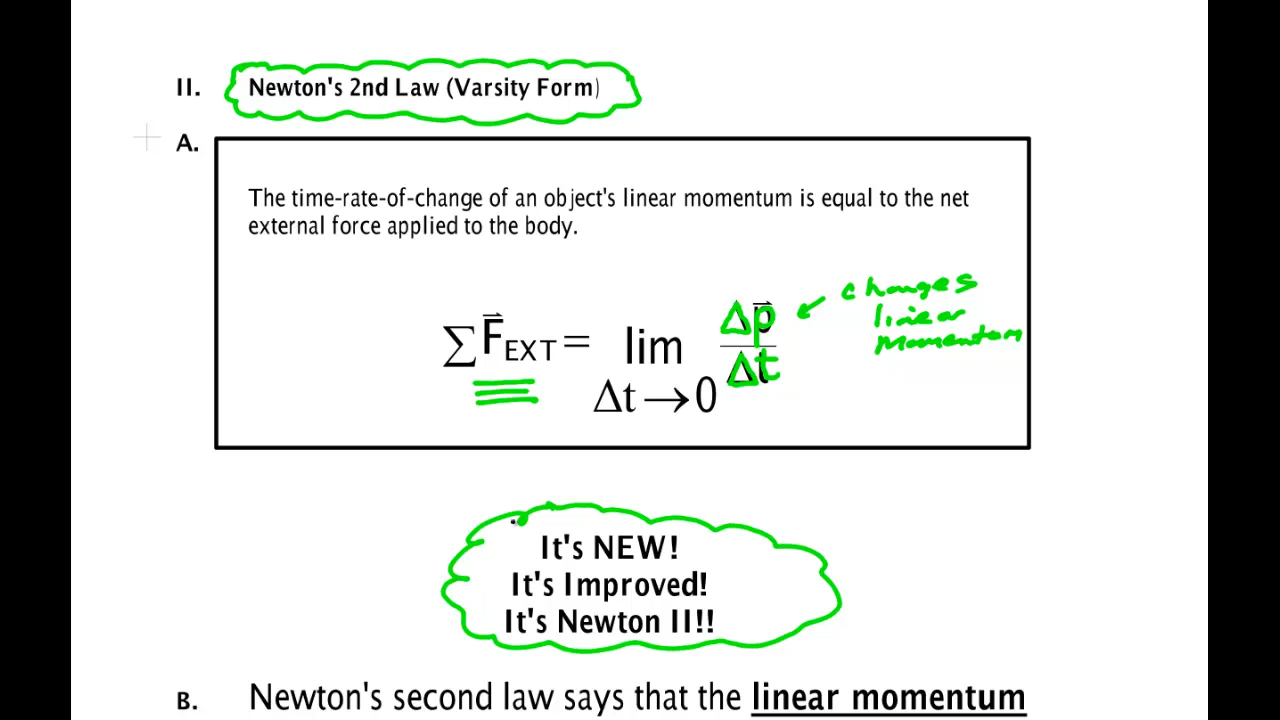 II. Newton's 2nd Law (Varsity Form)
A.
The time-rate-of-change of an object's linear momentum is equal to the net
external force applied to the body.
changes
linear
momentum
∑F⃗EXT = lim Δp⃗/Δt
Δt→0
It's NEW!
It's Improved!
It's Newton II!!
B. Newton's second law says that the linear momentum